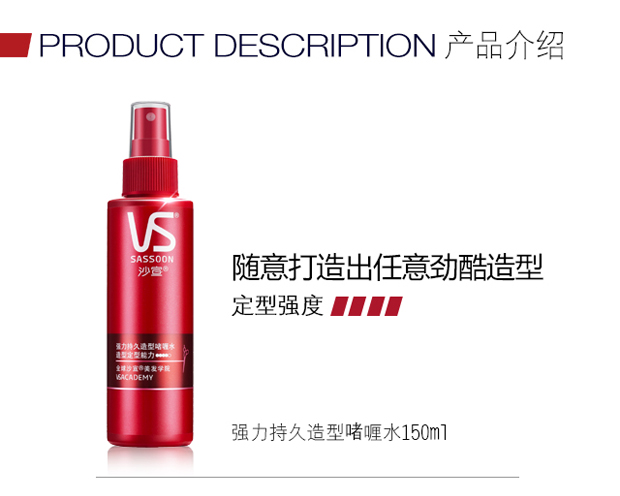 PRODUCT DESCRIPTION 产品介绍
VS®
SASSOON
沙宣®
强力持久造型啫喱水
造型定型能力
全球沙宣®美发学院
VSACADEMY
随意打造出任意劲酷造型
定型强度
强力持久造型啫喱水150ml